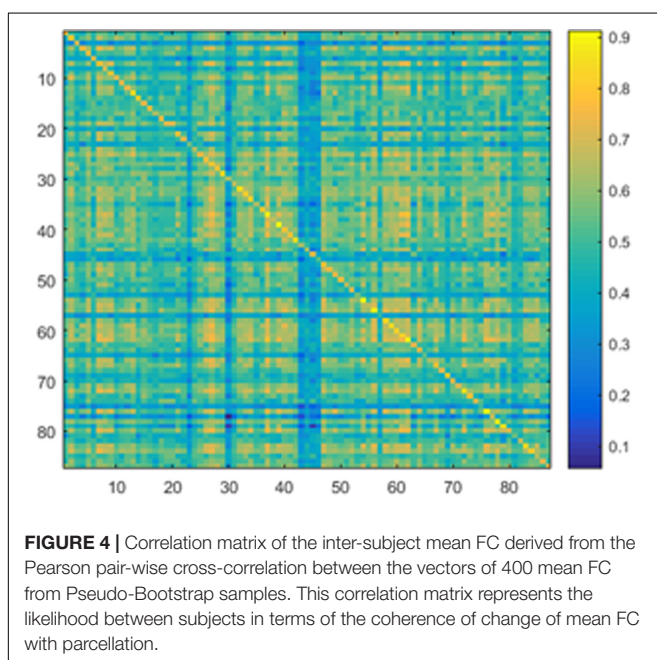 10
20
30
40
50
60
70
80
10 20 30 40 50 60 70 80
0.9
0.8
0.7
0.6
0.5
0.4
0.3
0.2
0.1
FIGURE 4 | Correlation matrix of the inter-subject mean FC derived from the
Pearson pair-wise cross-correlation between the vectors of 400 mean FC
from Pseudo-Bootstrap samples. This correlation matrix represents the
likelihood between subjects in terms of the coherence of change of mean FC
with parcellation.